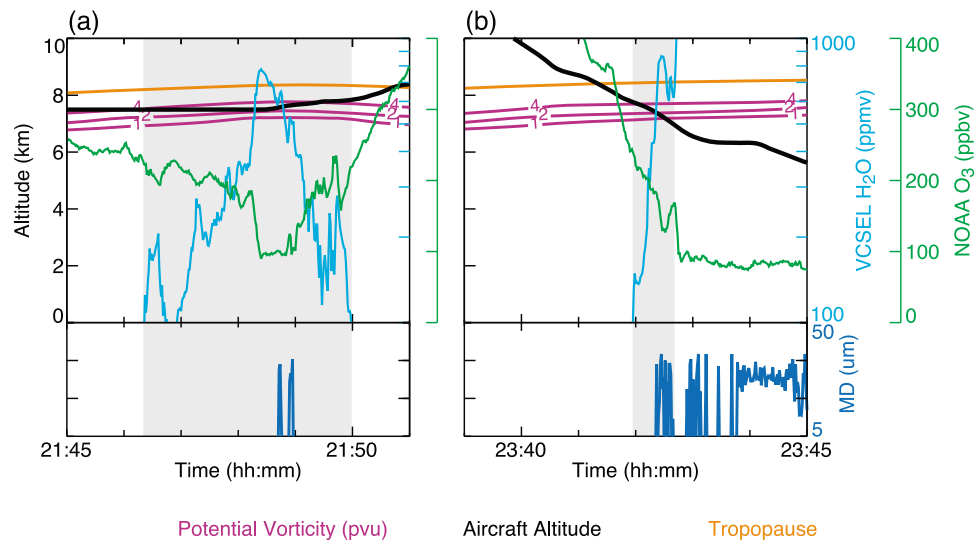 (a)
(b)
10
8
6
4
2
0
Altitude (km)
4
2
1
4
2
1
4
2
1
4
2
1
1000
100
VCSEL H2O (ppmv)
400
300
200
100
0
NOAA O3 (ppbv)
50
5
MD (um)
21:45
21:50
23:40
23:45
Time (hh:mm)
Time (hh:mm)
Potential Vorticity (pvu)
Aircraft Altitude
Tropopause